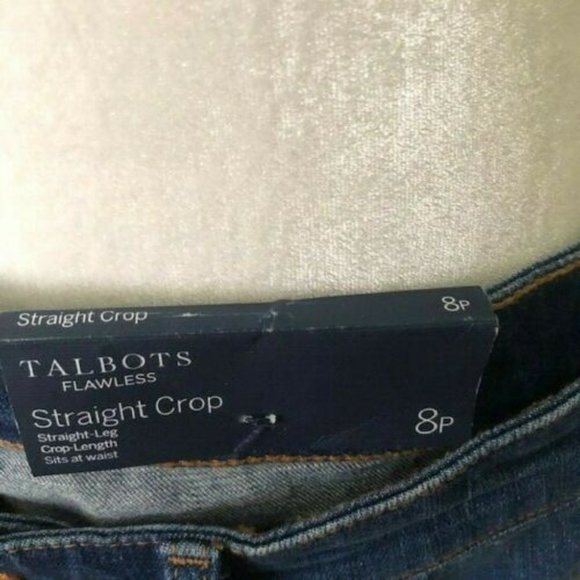 Straight Crop 8P
TALBOTS
FLAWLESS
Straight Crop
Straight-Leg
Crop-Length
Sits at waist
8P